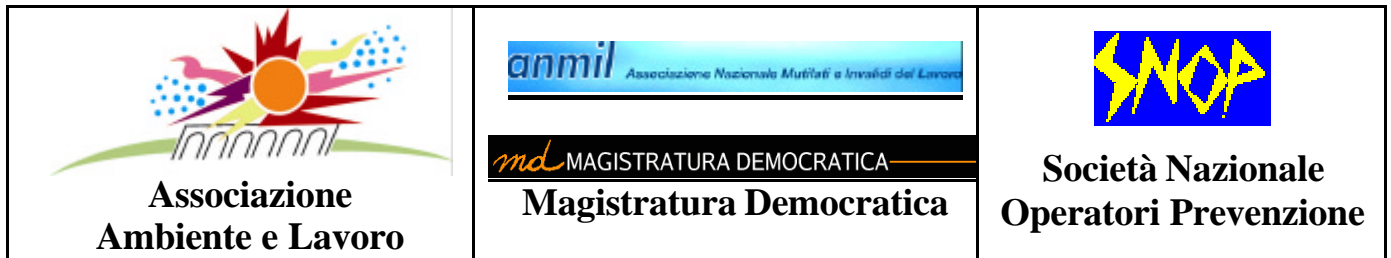 Associazione
Ambiente e Lavoro
anmil Associazione Nazionale Mutilati e Invalidi del Lavoro
md MAGISTRATURA DEMOCRATICA
Magistratura Democratica
SNOP
Società Nazionale
Operatori Prevenzione